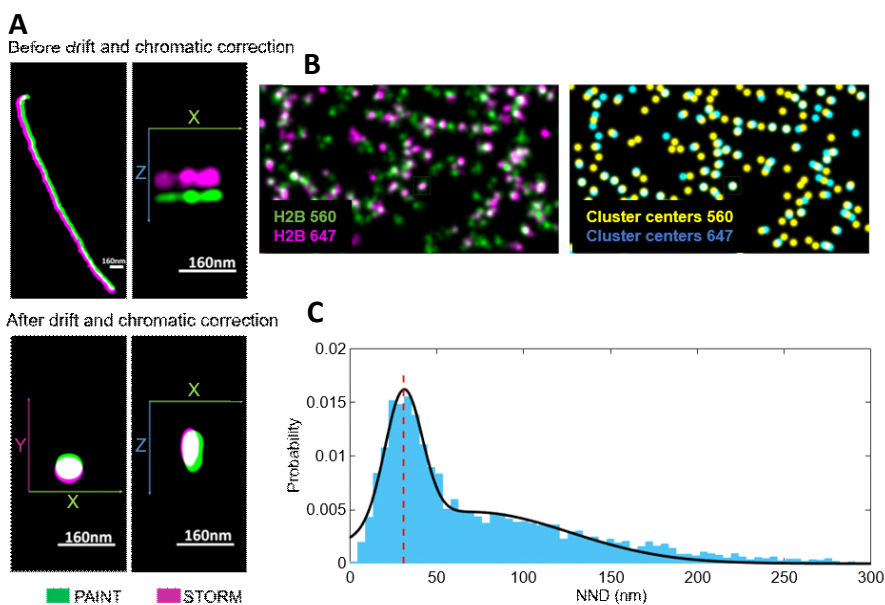 A
Before drift and chromatic correction
X
Z
160nm
160nm
After drift and chromatic correction
Y
X
160nm
X
Z
160nm
PAINT
STORM
B
H2B 560
H2B 647
Cluster centers 560
Cluster centers 647
C
0.02
0.015
0.01
0.005
0
Probability
0
50
100
150
200
250
300
NND (nm)